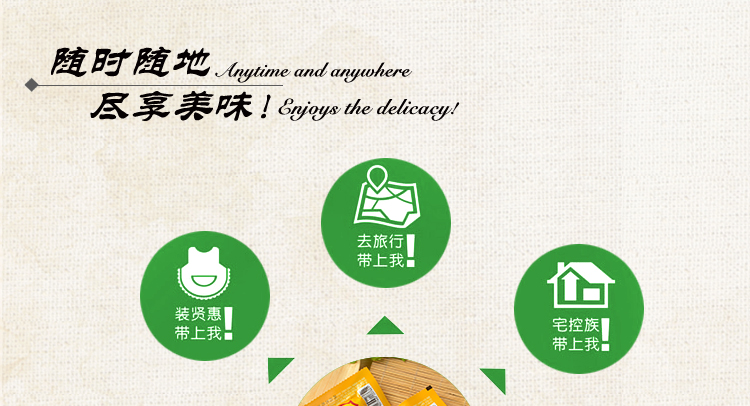 随时随地 Anytime and anywhere
尽享美味! Enjoys the delicacy!
去旅行
带上我!
装贤惠
带上我!
宅控族
带上我!